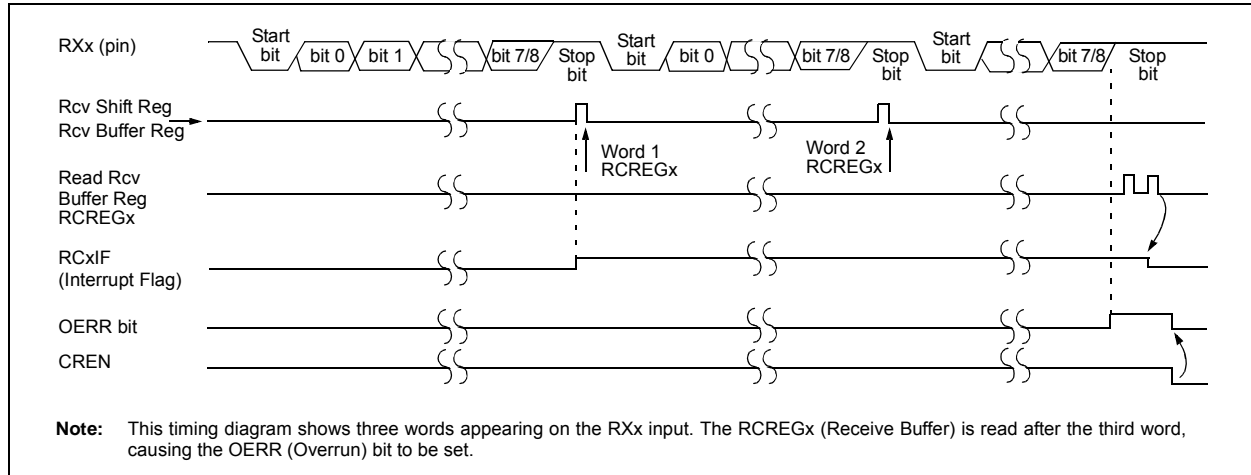 RXx (pin)
Start bit
bit 0
bit 1
bit 7/8
Stop bit
Start bit
bit 0
bit 7/8
Stop bit
Start bit
bit 7/8
Stop bit
Rcv Shift Reg
Rcv Buffer Reg
Word 1
RCREGx
Word 2
RCREGx
Read Rcv
Buffer Reg
RCREGx
RCxIF
(Interrupt Flag)
OERR bit
CREN
Note: This timing diagram shows three words appearing on the RXx input. The RCREGx (Receive Buffer) is read after the third word,
causing the OERR (Overrun) bit to be set.